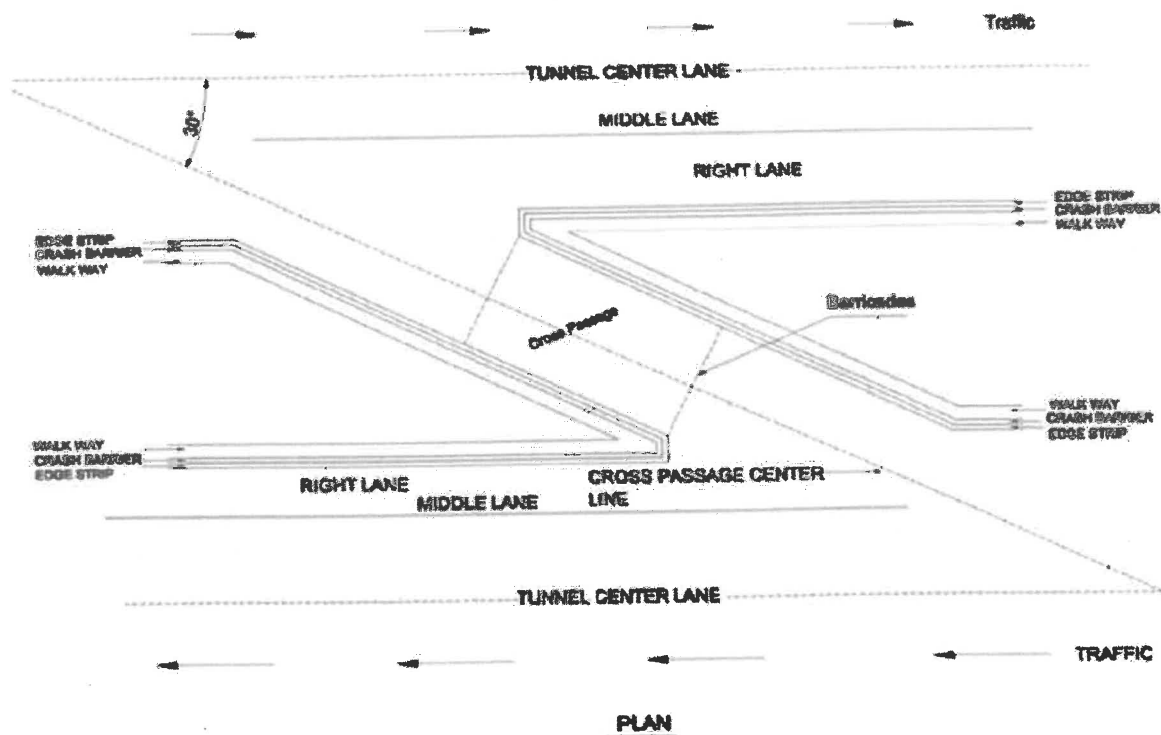 Traffic
TUNNEL CENTER LANE
30°
MIDDLE LANE
RIGHT LANE
EDGE STRIP
CRASH BARRIER
WALK WAY
EDGE STRIP
CRASH BARRIER
WALK WAY
Barricades
Cross Passage
WALK WAY
CRASH BARRIER
EDGE STRIP
WALK WAY
CRASH BARRIER
EDGE STRIP
RIGHT LANE
CROSS PASSAGE CENTER
LINE
MIDDLE LANE
TUNNEL CENTER LANE
TRAFFIC
PLAN